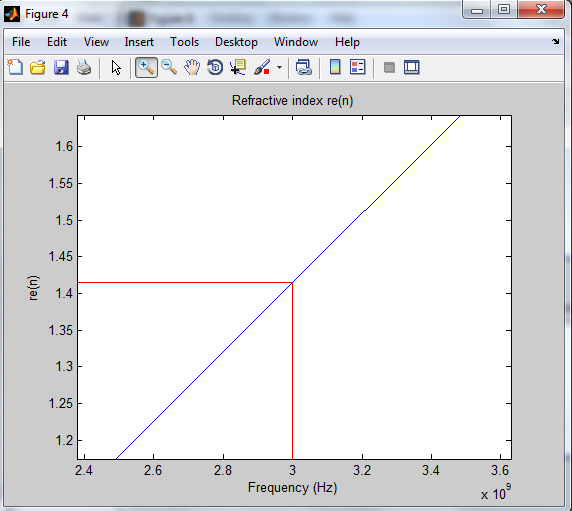 Figure 4
File Edit View Insert Tools Desktop Window Help
Refractive index re(n)
1.6
1.55
1.5
1.45
1.4
1.35
1.3
1.25
1.2
re(n)
2.4 2.6 2.8 3 3.2 3.4 3.6
Frequency (Hz)
x 10⁹